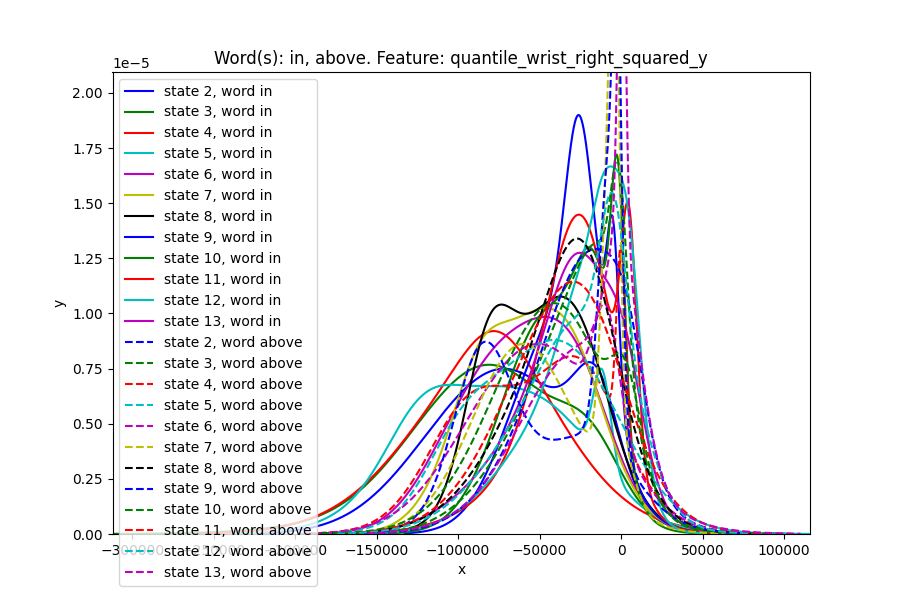 Word(s): in, above. Feature: quantile_wrist_right_squared_y
1e−5
2.00
1.75
1.50
1.25
1.00
0.75
0.50
0.25
0.00
y
state 2, word in
state 3, word in
state 4, word in
state 5, word in
state 6, word in
state 7, word in
state 8, word in
state 9, word in
state 10, word in
state 11, word in
state 12, word in
state 13, word in
state 2, word above
state 3, word above
state 4, word above
state 5, word above
state 6, word above
state 7, word above
state 8, word above
state 9, word above
state 10, word above
state 11, word above
state 12, word above
state 13, word above
−300000 −250000 −200000 −150000 −100000 −50000 0 50000 100000
x